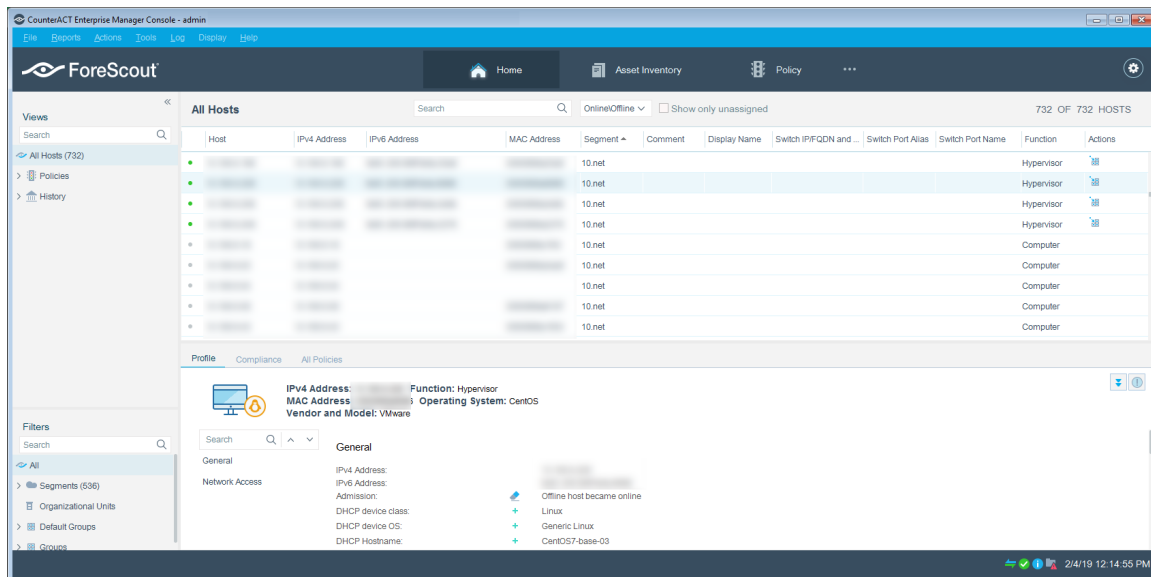 CounterACT Enterprise Manager Console - admin
File Reports Actions Tools Log Display Help
ForeScout
Home Asset Inventory Policy
Views
Search
All Hosts (732)
Policies
History
All Hosts
Search
Online\Offline
Show only unassigned
732 OF 732 HOSTS
Host IPv4 Address IPv6 Address MAC Address Segment Comment Display Name Switch IP/FQDN and ... Switch Port Alias Switch Port Name Function Actions
10.net Hypervisor
10.net Hypervisor
10.net Hypervisor
10.net Hypervisor
10.net Computer
10.net Computer
10.net Computer
10.net Computer
10.net Computer
Profile Compliance All Policies
IPv4 Address: Function: Hypervisor
MAC Address: Operating System: CentOS
Vendor and Model: VMware
Search
General
Network Access
General
IPv4 Address:
IPv6 Address:
Admission: Offline host became online
DHCP device class: Linux
DHCP device OS: Generic Linux
DHCP Hostname: CentOS7-base-03
Filters
Search
All
Segments (536)
Organizational Units
Default Groups
Groups
2/4/19 12:14:55 PM